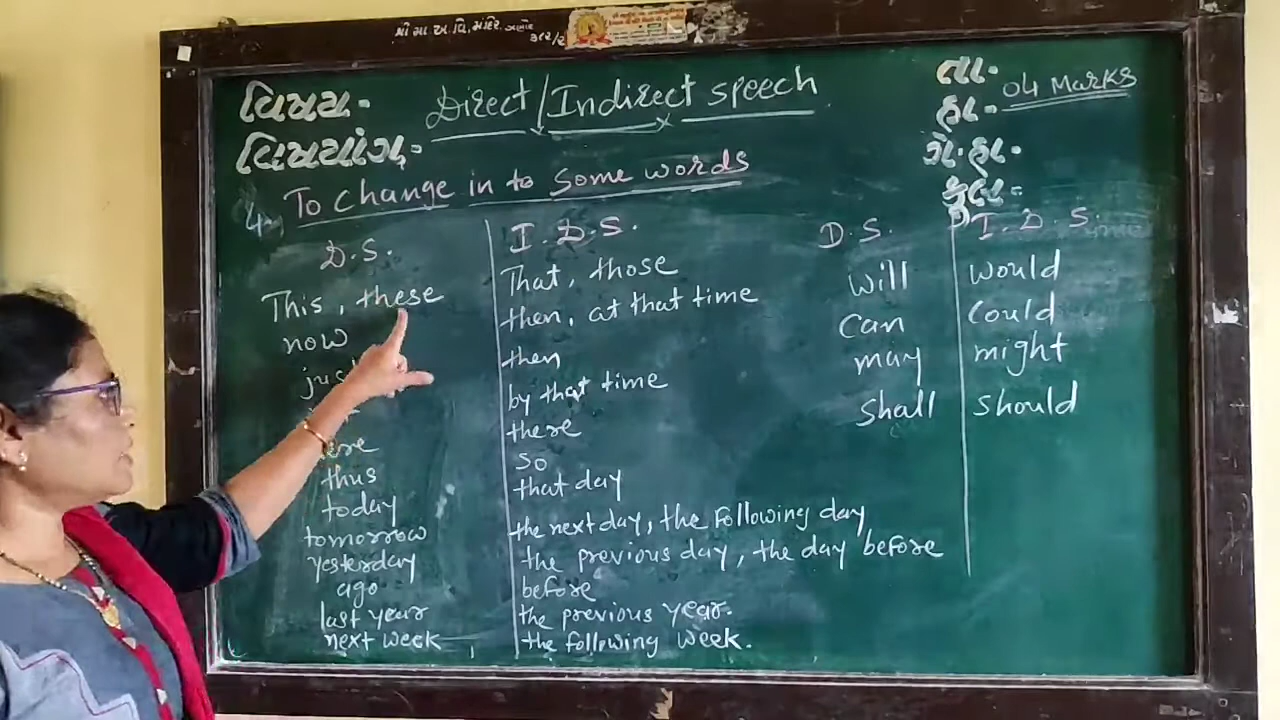 શ્રી મા. અ. વિ. મંદિર
વિષય:- Direct / Indirect speech
તા:-
04 Marks
વિષયાંગ:-
4. To change in to some words
D.S. I.D.S. D.S. I.D.S.
This, these That, those will would
now then, at that time can could
just then may might
by that time shall should
there
thus so
today that day
tomorrow the next day, the following day
yesterday the previous day, the day before
ago before
last year the previous year.
next week the following week.